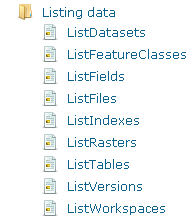 Listing data
ListDatasets
ListFeatureClasses
ListFields
ListFiles
ListIndexes
ListRasters
ListTables
ListVersions
ListWorkspaces